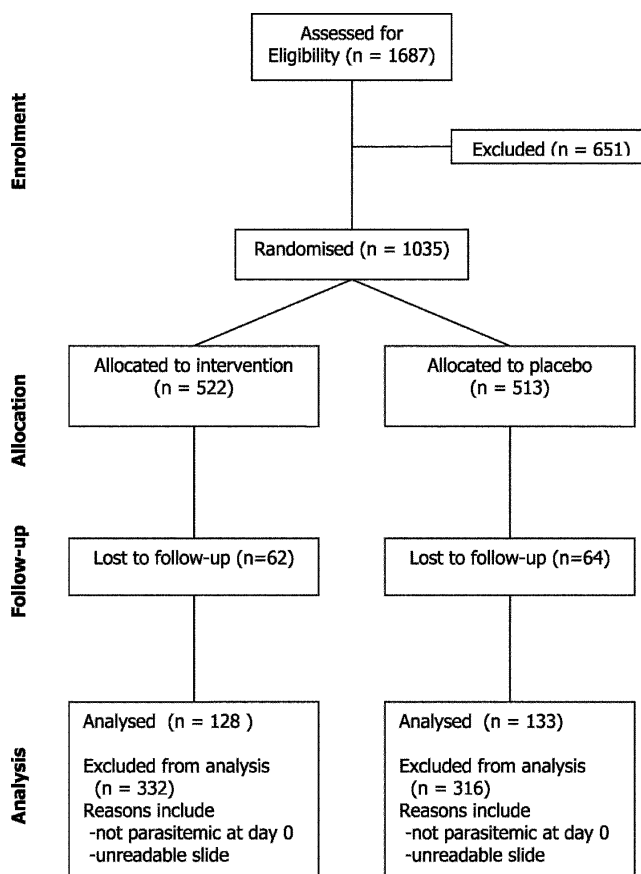 Enrolment
Assessed for
Eligibility (n = 1687)
Excluded (n = 651)
Randomised (n = 1035)
Allocation
Allocated to intervention
(n = 522)
Allocated to placebo
(n = 513)
Follow-up
Lost to follow-up (n=62)
Lost to follow-up (n=64)
Analysis
Analysed (n = 128 )
Excluded from analysis
(n = 332)
Reasons include
-not parasitemic at day 0
-unreadable slide
Analysed (n = 133)
Excluded from analysis
(n = 316)
Reasons include
-not parasitemic at day 0
-unreadable slide